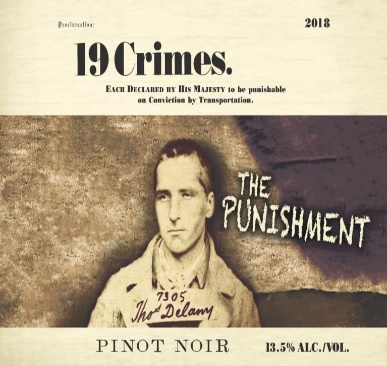 Proclamation
2018
19 Crimes.
EACH DECLARED BY HIS MAJESTY to be punishable
on Conviction by Transportation.
THE
PUNISHMENT
7305
Thos Delany
PINOT NOIR
13.5% ALC./VOL.